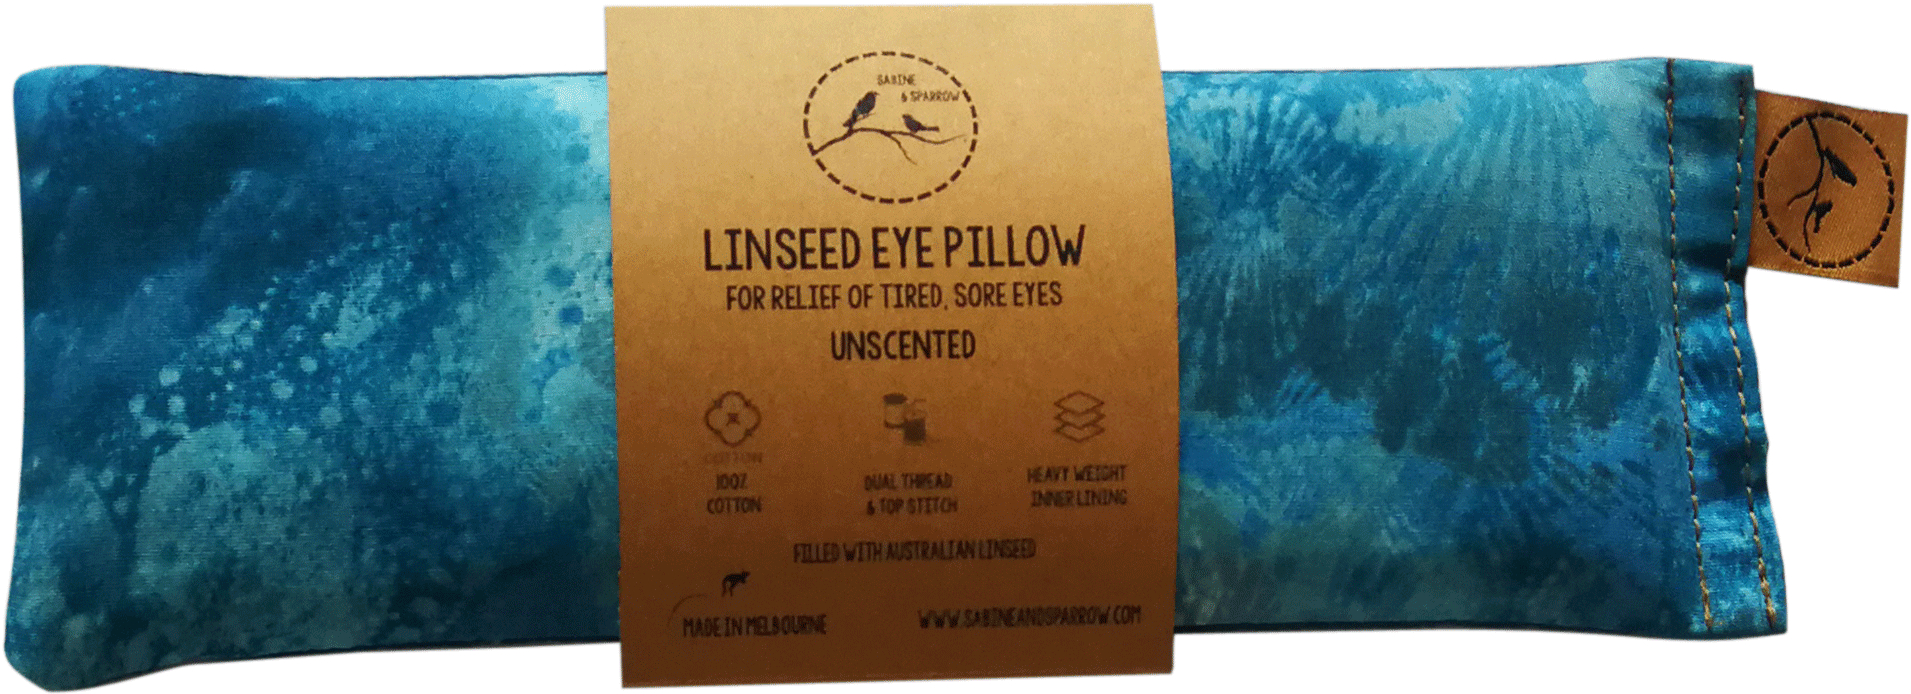 SABINE
& SPARROW
LINSEED EYE PILLOW
FOR RELIEF OF TIRED, SORE EYES
UNSCENTED
COTTON
100%
COTTON
DUAL THREAD
& TOP STITCH
HEAVY WEIGHT
INNER LINING
FILLED WITH AUSTRALIAN LINSEED
MADE IN MELBOURNE
WWW.SABINEANDSPARROW.COM